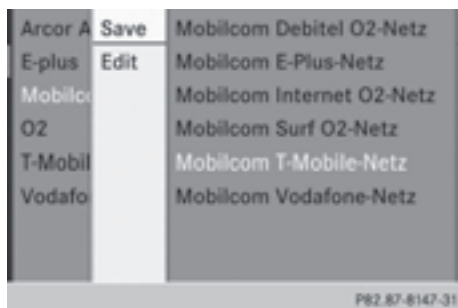 Arcor A Save Mobilcom Debitel O2-Netz
E-plus Edit Mobilcom E-Plus-Netz
Mobilco Mobilcom Internet O2-Netz
O2 Mobilcom Surf O2-Netz
T-Mobil Mobilcom T-Mobile-Netz
Vodafo Mobilcom Vodafone-Netz
P82.87-8147-31